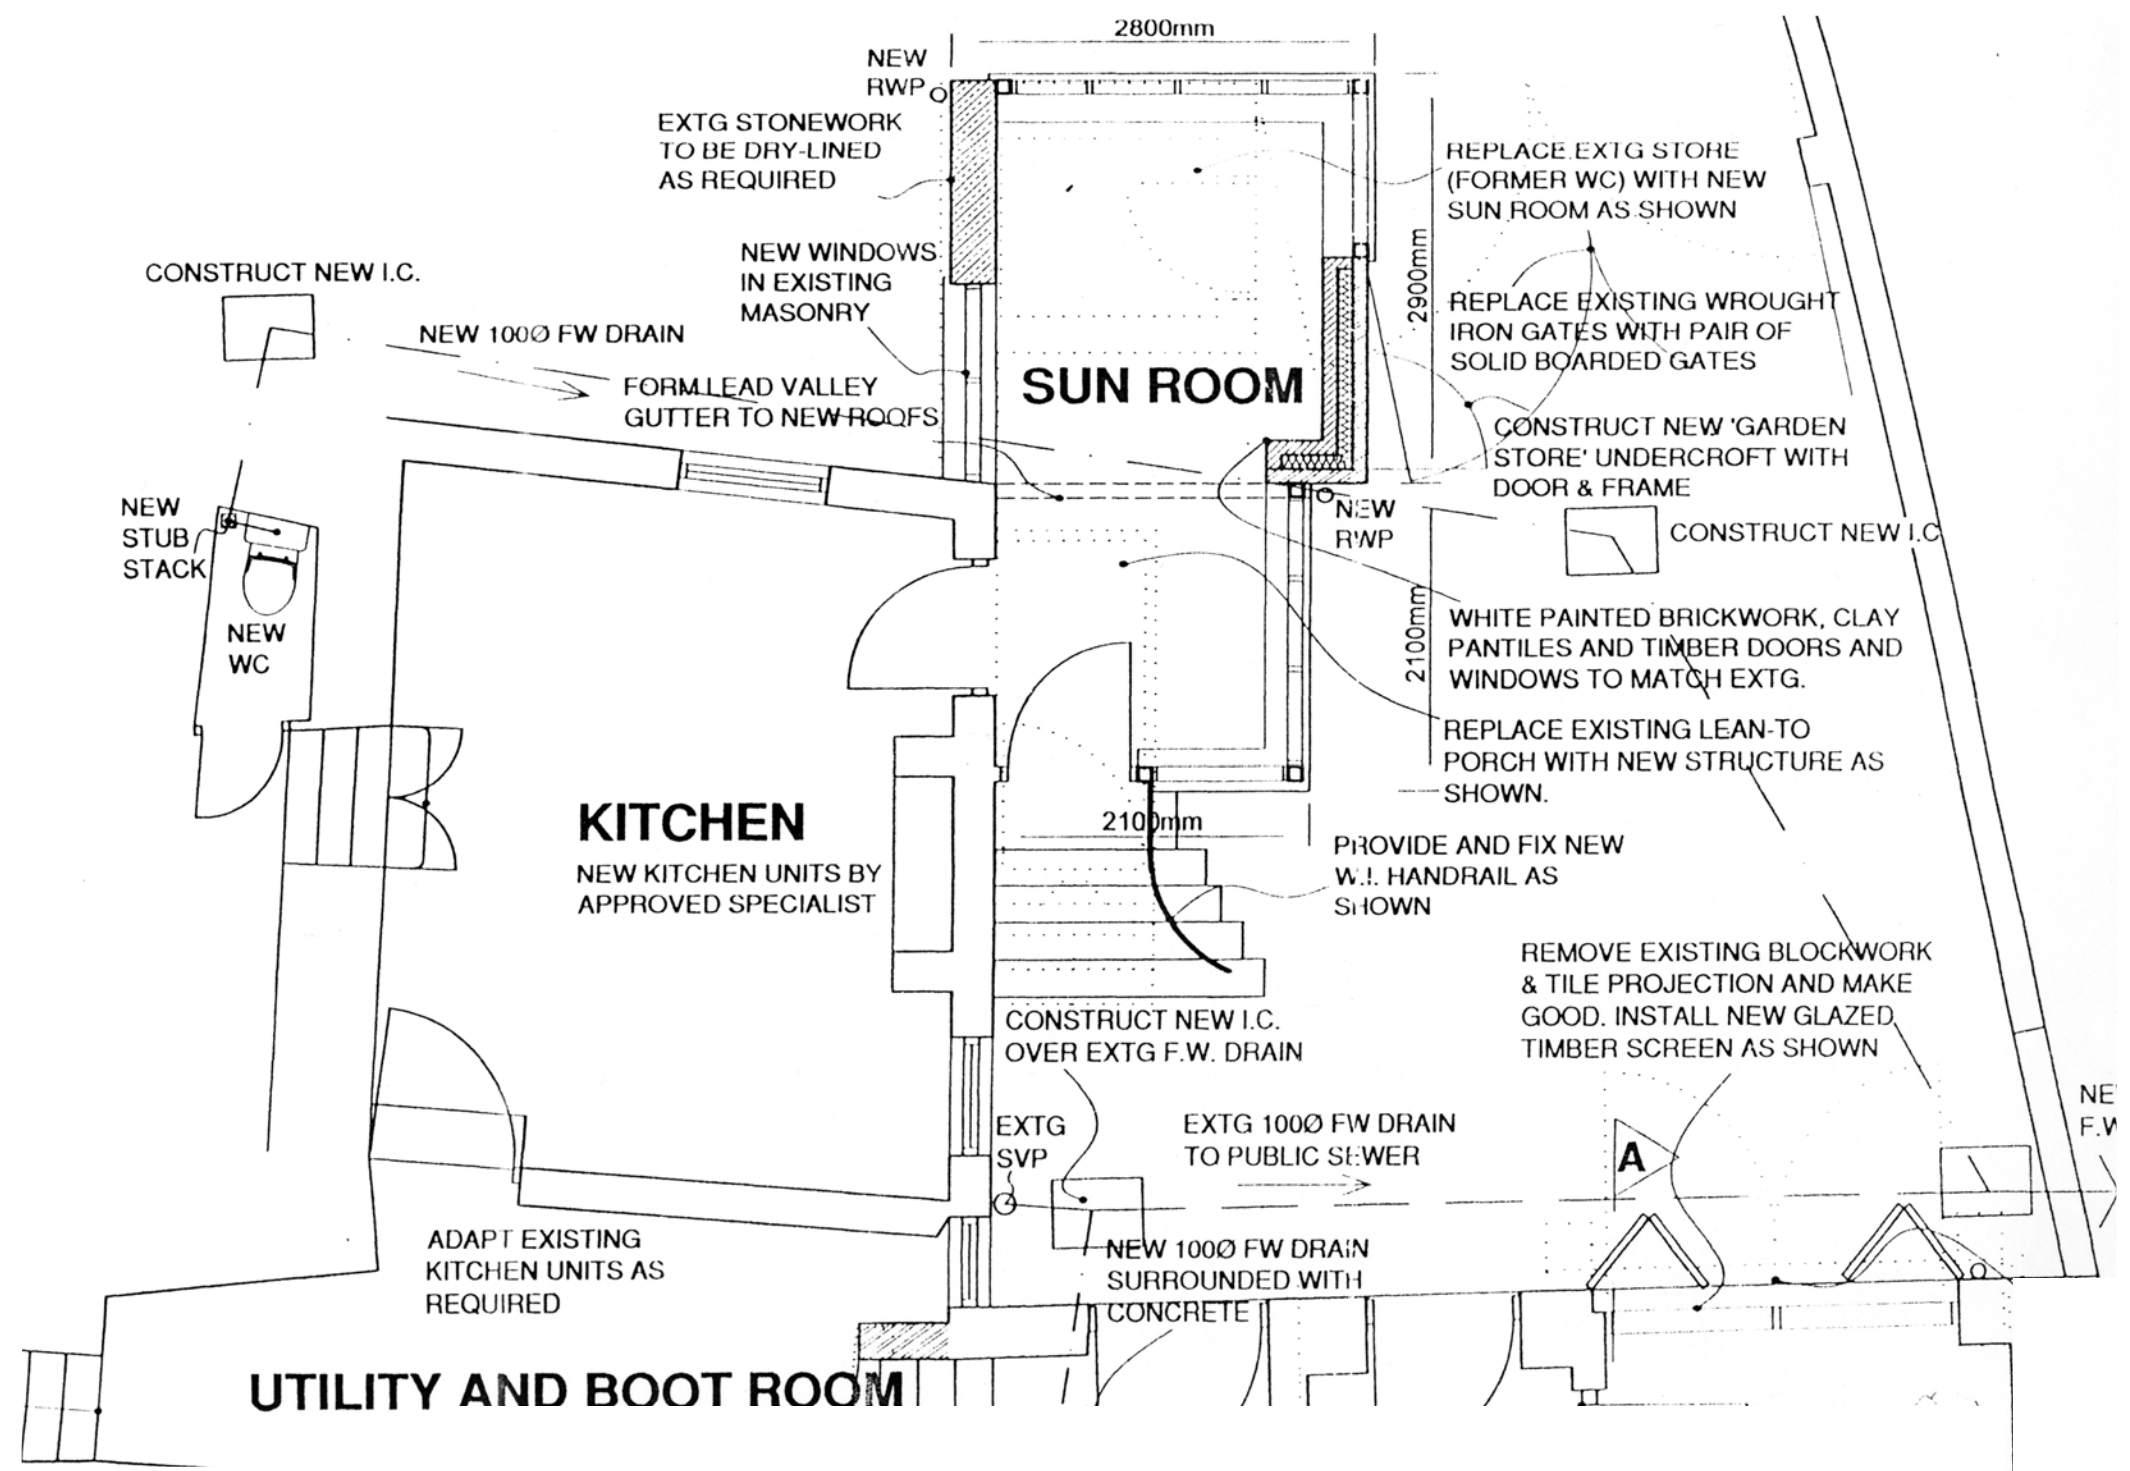 2800mm
NEW
RWP
EXTG STONEWORK
TO BE DRY-LINED
AS REQUIRED
REPLACE EXTG STORE
(FORMER WC) WITH NEW
SUN ROOM AS SHOWN
NEW WINDOWS
IN EXISTING
MASONRY
CONSTRUCT NEW I.C.
NEW 100Ø FW DRAIN
2900mm
REPLACE EXISTING WROUGHT
IRON GATES WITH PAIR OF
SOLID BOARDED GATES
FORM LEAD VALLEY
GUTTER TO NEW ROOFS
SUN ROOM
CONSTRUCT NEW 'GARDEN
STORE' UNDERCROFT WITH
DOOR & FRAME
NEW
STUB
STACK
NEW
RWP
CONSTRUCT NEW I.C
NEW
WC
2100mm
WHITE PAINTED BRICKWORK, CLAY
PANTILES AND TIMBER DOORS AND
WINDOWS TO MATCH EXTG.
REPLACE EXISTING LEAN-TO
PORCH WITH NEW STRUCTURE AS
SHOWN.
KITCHEN
NEW KITCHEN UNITS BY
APPROVED SPECIALIST
2100mm
PROVIDE AND FIX NEW
W.I. HANDRAIL AS
SHOWN
REMOVE EXISTING BLOCKWORK
& TILE PROJECTION AND MAKE
GOOD. INSTALL NEW GLAZED
TIMBER SCREEN AS SHOWN
CONSTRUCT NEW I.C.
OVER EXTG F.W. DRAIN
EXTG
SVP
EXTG 100Ø FW DRAIN
TO PUBLIC SEWER
A
NE
F.W
ADAPT EXISTING
KITCHEN UNITS AS
REQUIRED
NEW 100Ø FW DRAIN
SURROUNDED WITH
CONCRETE
UTILITY AND BOOT ROOM